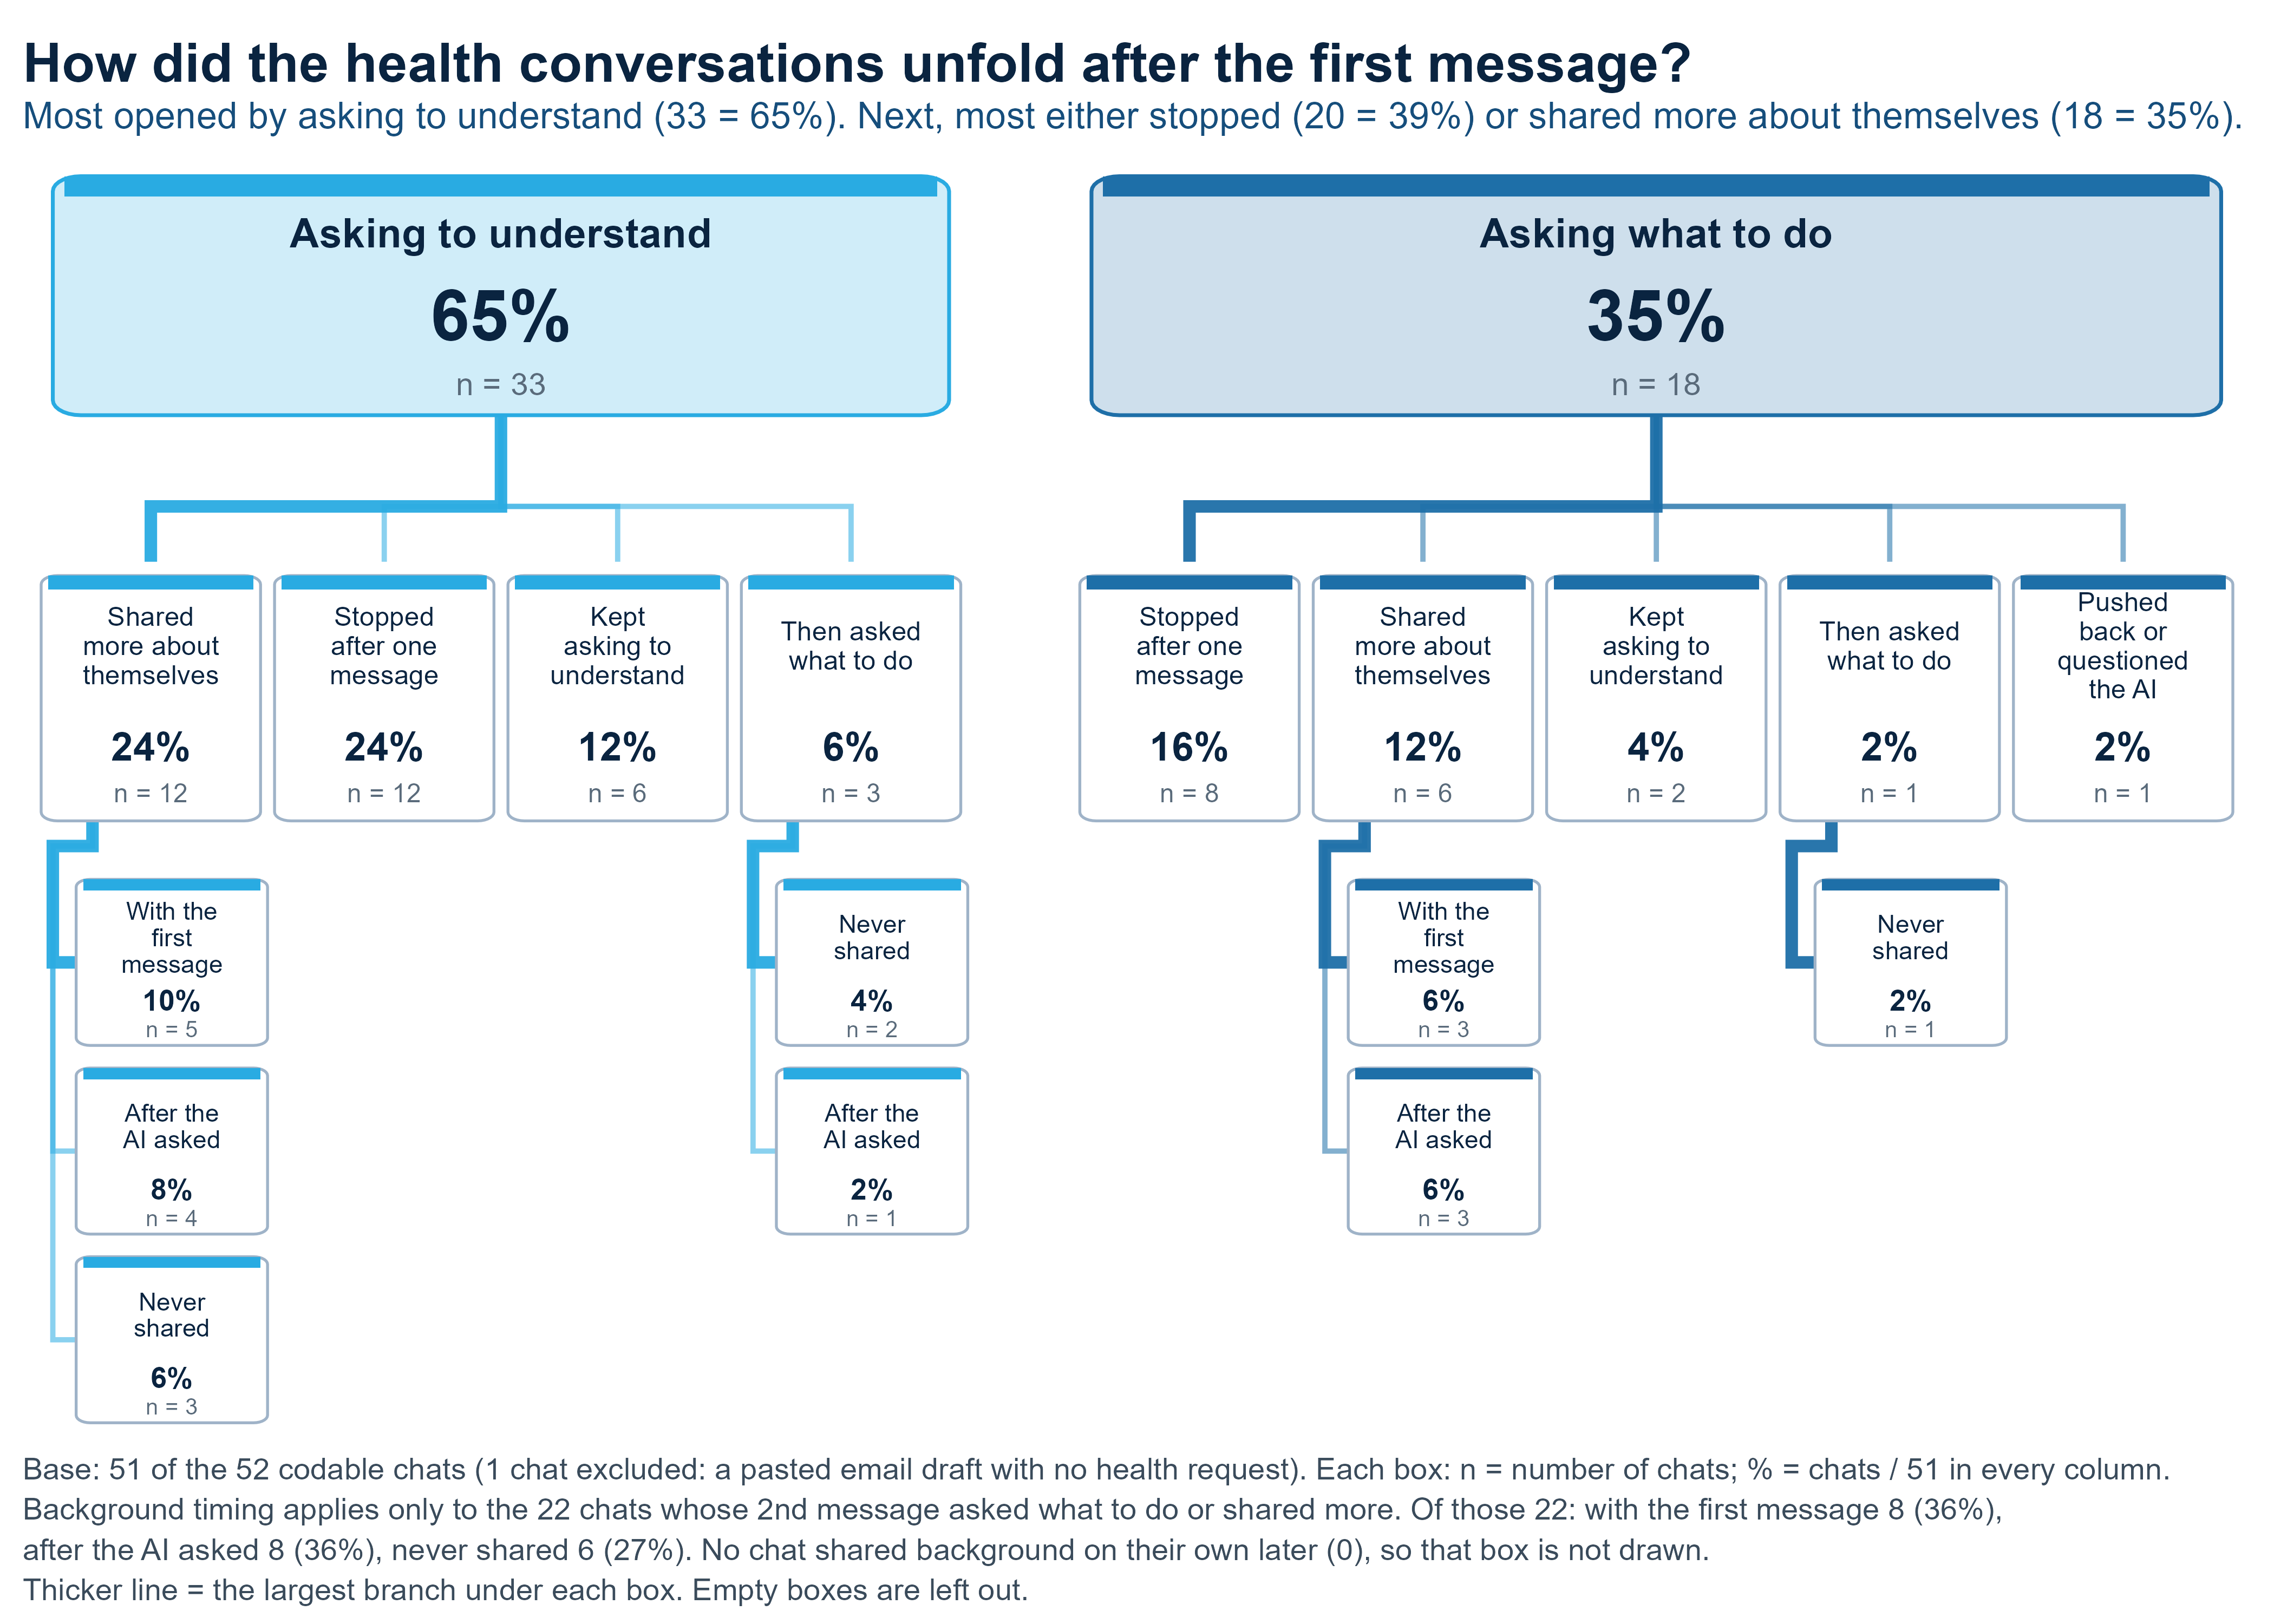 How did the health conversations unfold after the first message?
Most opened by asking to understand (33 = 65%). Next, most either stopped (20 = 39%) or shared more about themselves (18 = 35%).
Asking to understand
65%
n = 33
Asking what to do
35%
n = 18
Shared
more about
themselves
24%
n = 12
Stopped
after one
message
24%
n = 12
Kept
asking to
understand
12%
n = 6
Then asked
what to do
6%
n = 3
Stopped
after one
message
16%
n = 8
Shared
more about
themselves
12%
n = 6
Kept
asking to
understand
4%
n = 2
Then asked
what to do
2%
n = 1
Pushed
back or
questioned
the AI
2%
n = 1
With the
first
message
10%
n = 5
After the
AI asked
8%
n = 4
Never
shared
6%
n = 3
Never
shared
4%
n = 2
After the
AI asked
2%
n = 1
With the
first
message
6%
n = 3
After the
AI asked
6%
n = 3
Never
shared
2%
n = 1
Base: 51 of the 52 codable chats (1 chat excluded: a pasted email draft with no health request). Each box: n = number of chats; % = chats / 51 in every column.
Background timing applies only to the 22 chats whose 2nd message asked what to do or shared more. Of those 22: with the first message 8 (36%),
after the AI asked 8 (36%), never shared 6 (27%). No chat shared background on their own later (0), so that box is not drawn.
Thicker line = the largest branch under each box. Empty boxes are left out.